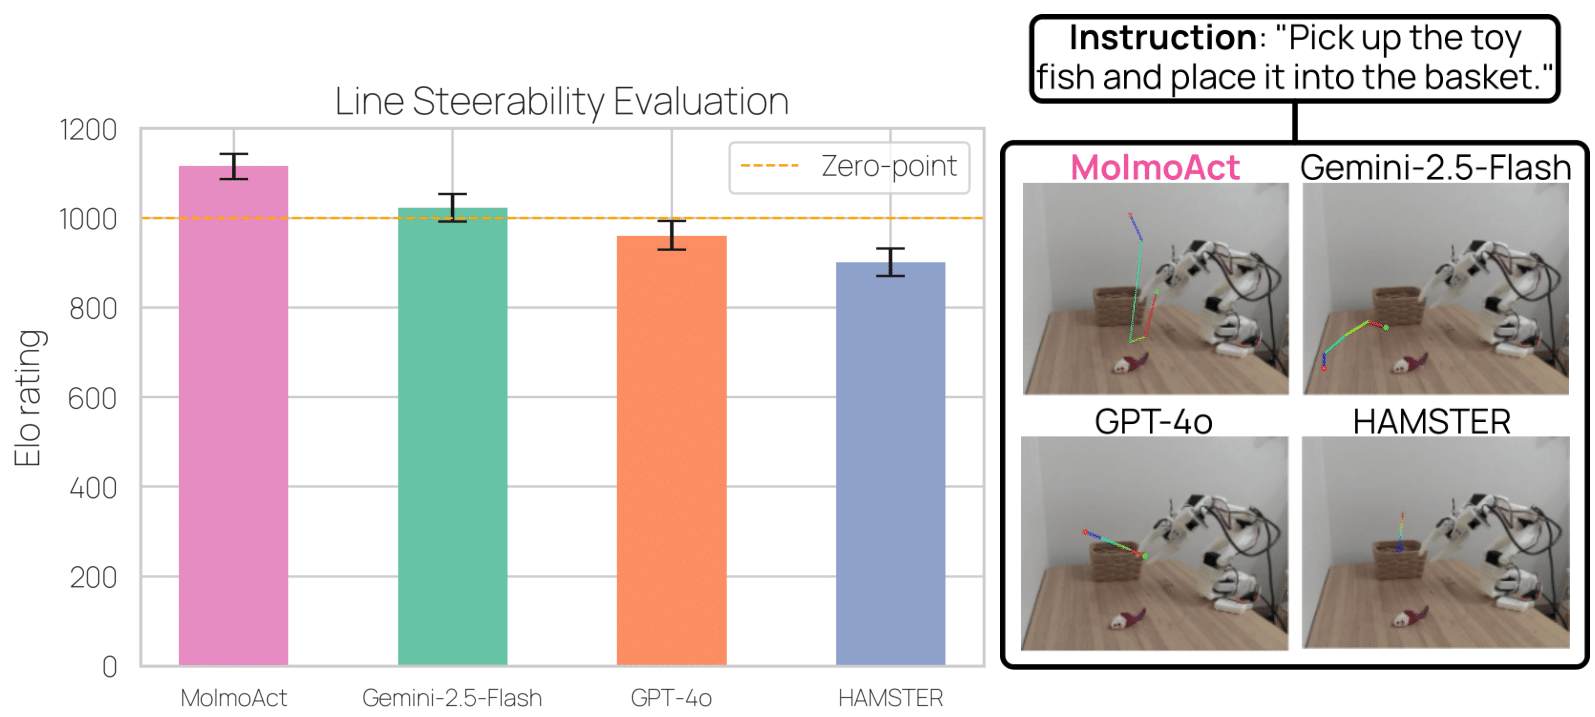 Line Steerability Evaluation
Elo rating
1200
1000
800
600
400
200
0
Zero-point
MolmoAct
Gemini-2.5-Flash
GPT-4o
HAMSTER
Instruction: "Pick up the toy
fish and place it into the basket."
MolmoAct
Gemini-2.5-Flash
GPT-4o
HAMSTER